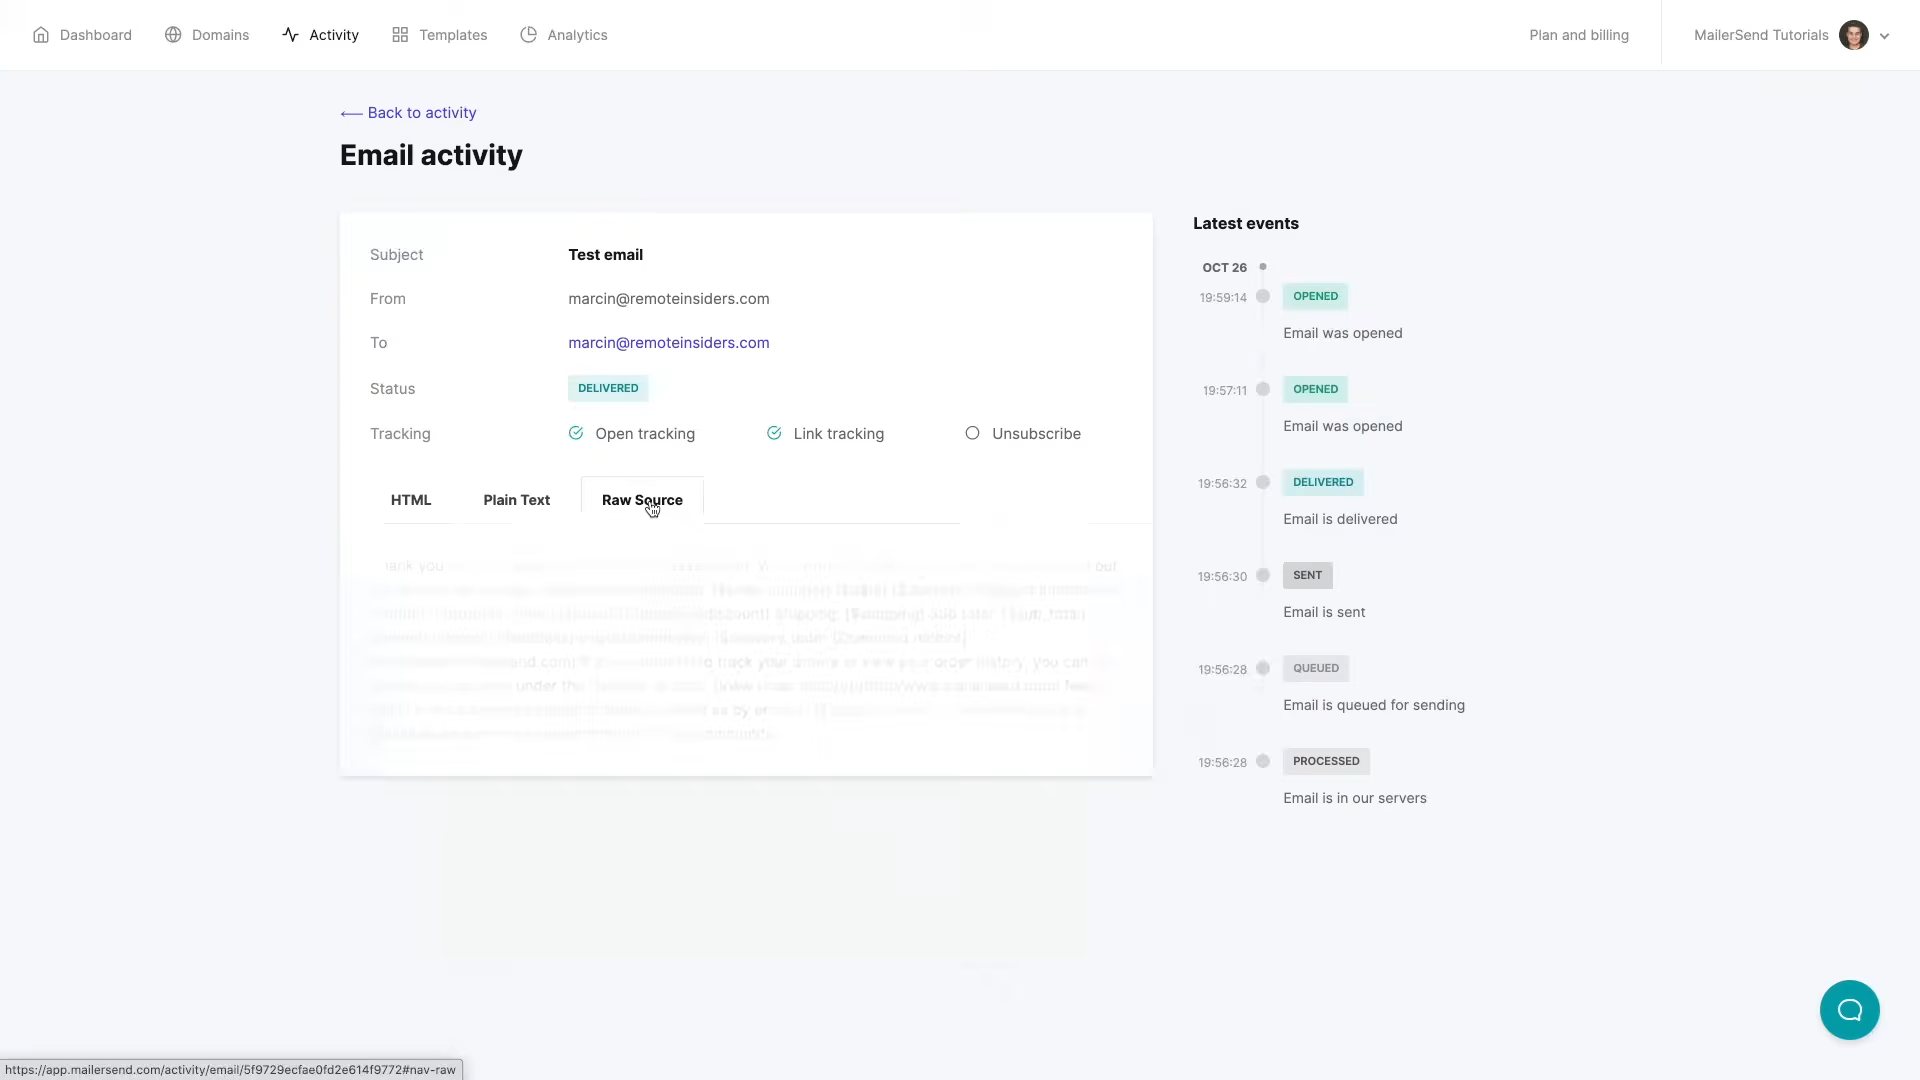 Dashboard
Domains
Activity
Templates
Analytics
Plan and billing
MailerSend Tutorials
Back to activity
Email activity
Subject
Test email
From
marcin@remoteinsiders.com
To
marcin@remoteinsiders.com
Status
DELIVERED
Tracking
Open tracking
Link tracking
Unsubscribe
HTML
Plain Text
Raw Source
Latest events
OCT 26
19:59:14
OPENED
Email was opened
19:57:11
OPENED
Email was opened
19:56:32
DELIVERED
Email is delivered
19:56:30
SENT
Email is sent
19:56:28
QUEUED
Email is queued for sending
19:56:28
PROCESSED
Email is in our servers
https://app.mailersend.com/activity/email/5f9729ecfae0fd2e614f9772#nav-raw